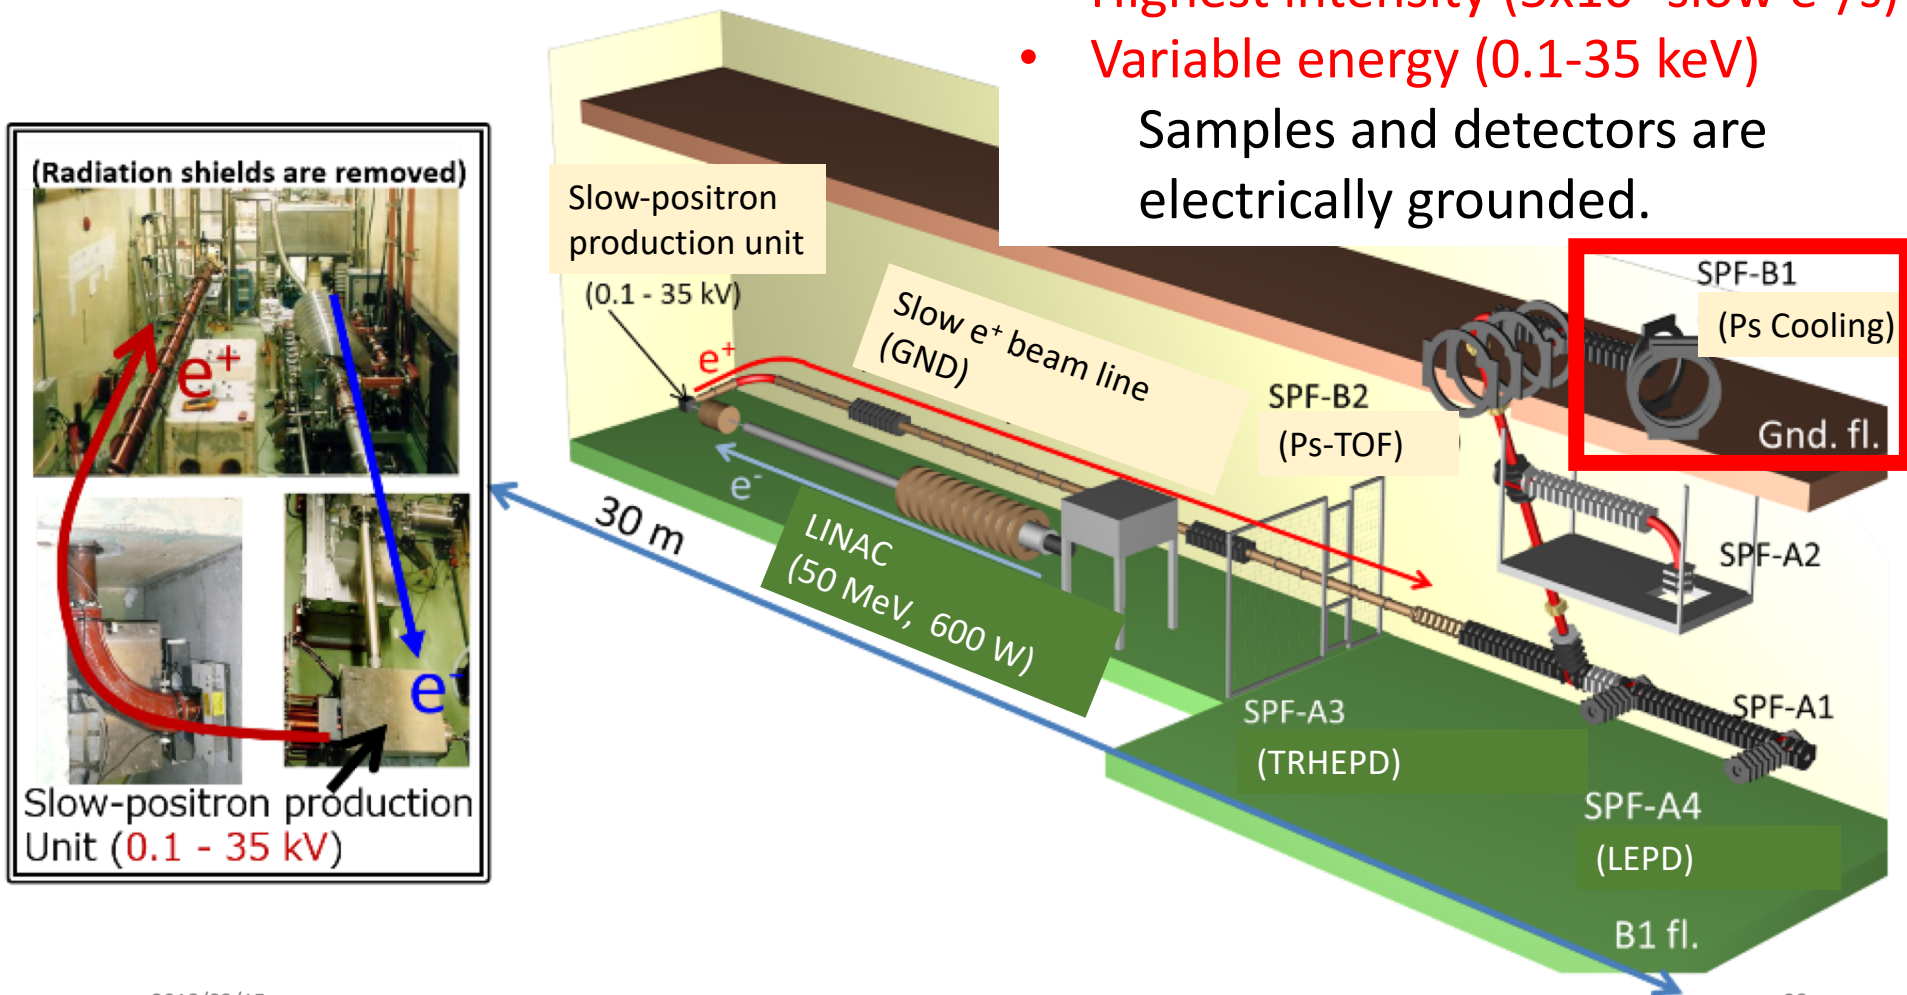 • Variable energy (0.1-35 keV)
Samples and detectors are
electrically grounded.
(Radiation shields are removed)
e+
e-
Slow-positron production
Unit (0.1 - 35 kV)
Slow-positron
production unit
(0.1 - 35 kV)
e+
Slow e+ beam line
(GND)
e-
LINAC
(50 MeV, 600 W)
30 m
SPF-B2
(Ps-TOF)
SPF-B1
(Ps Cooling)
Gnd. fl.
SPF-A2
SPF-A1
SPF-A3
(TRHEPD)
SPF-A4
(LEPD)
B1 fl.